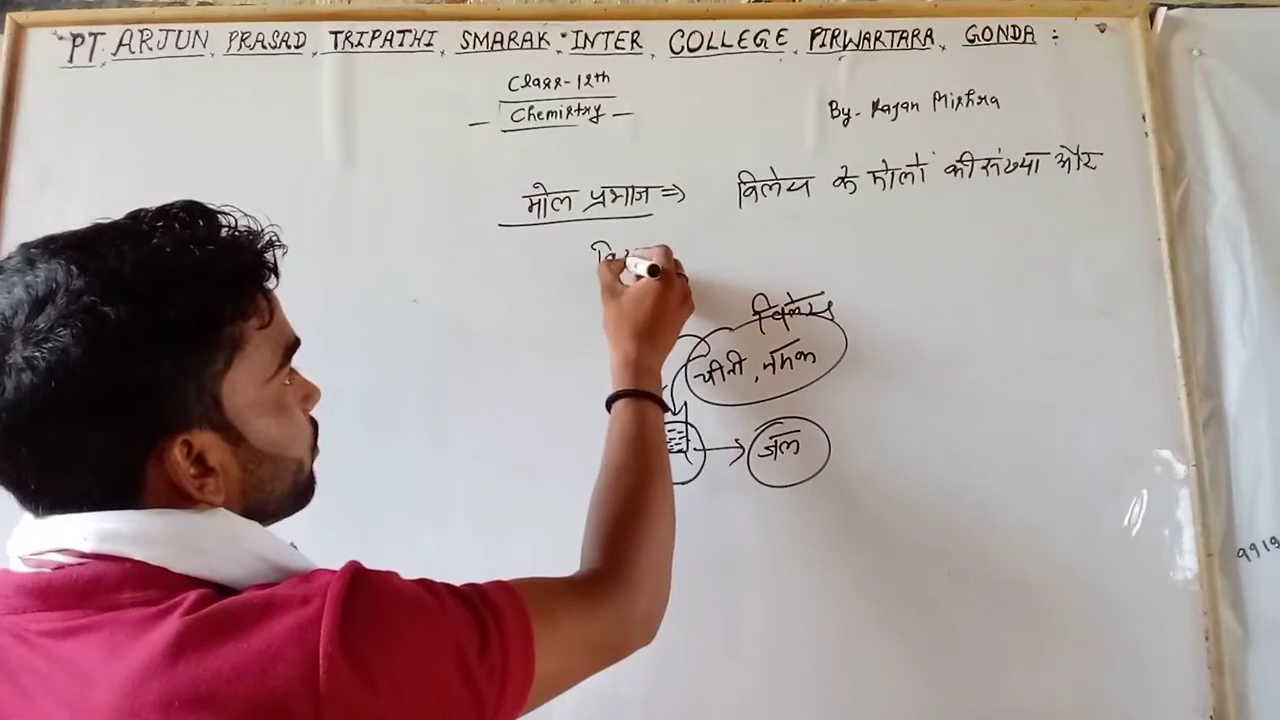 PT. ARJUN PRASAD TRIPATHI SMARAK INTER COLLEGE PIRWARTARA GONDA :
Class-12th
- Chemistry -
By- Rajan Mishra
मोल प्रभाज => विलेय के मोलों की संख्या और
वि
विलेय
चीनी, नमक
जल
9919